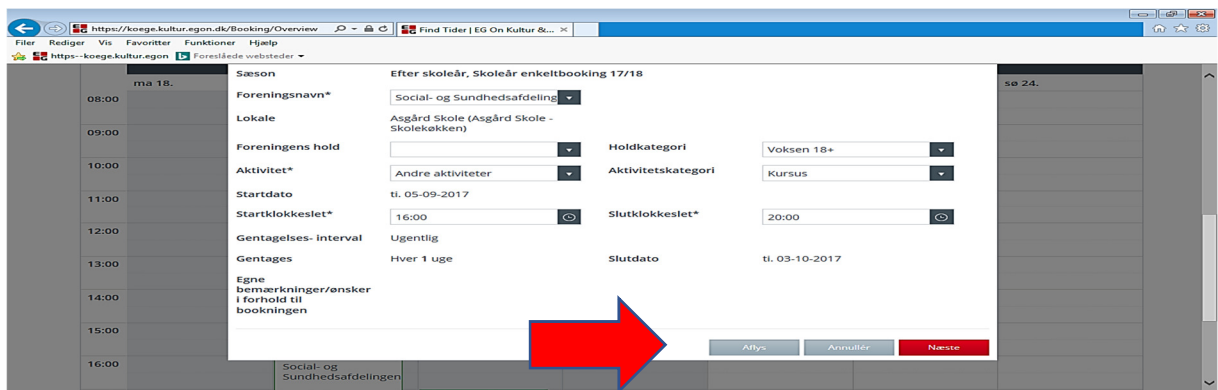 https://koege.kultur.egon.dk/Booking/Overview
Find Tider | EG On Kultur &...
Filer Rediger Vis Favoritter Funktioner Hjælp
https--koege.kultur.egon Foreslåede websteder
ma 18.
sø 24.
Sæson Efter skoleår, Skoleår enkeltbooking 17/18
Foreningsnavn* Social- og Sundhedsafdeling
08:00
Lokale Asgård Skole (Asgård Skole -
Skolekøkken)
09:00
Foreningens hold Holdkategori Voksen 18+
10:00
Aktivitet* Andre aktiviteter Aktivitetskategori Kursus
Startdato ti. 05-09-2017
11:00
Startklokkeslet* 16:00 Slutklokkeslet* 20:00
12:00
Gentagelses- interval Ugentlig
Gentages Hver 1 uge Slutdato ti. 03-10-2017
13:00
Egne
bemærkninger/ønsker
i forhold til
bookningen
14:00
15:00
Aflys Annullér Næste
16:00
Social- og
Sundhedsafdelingen